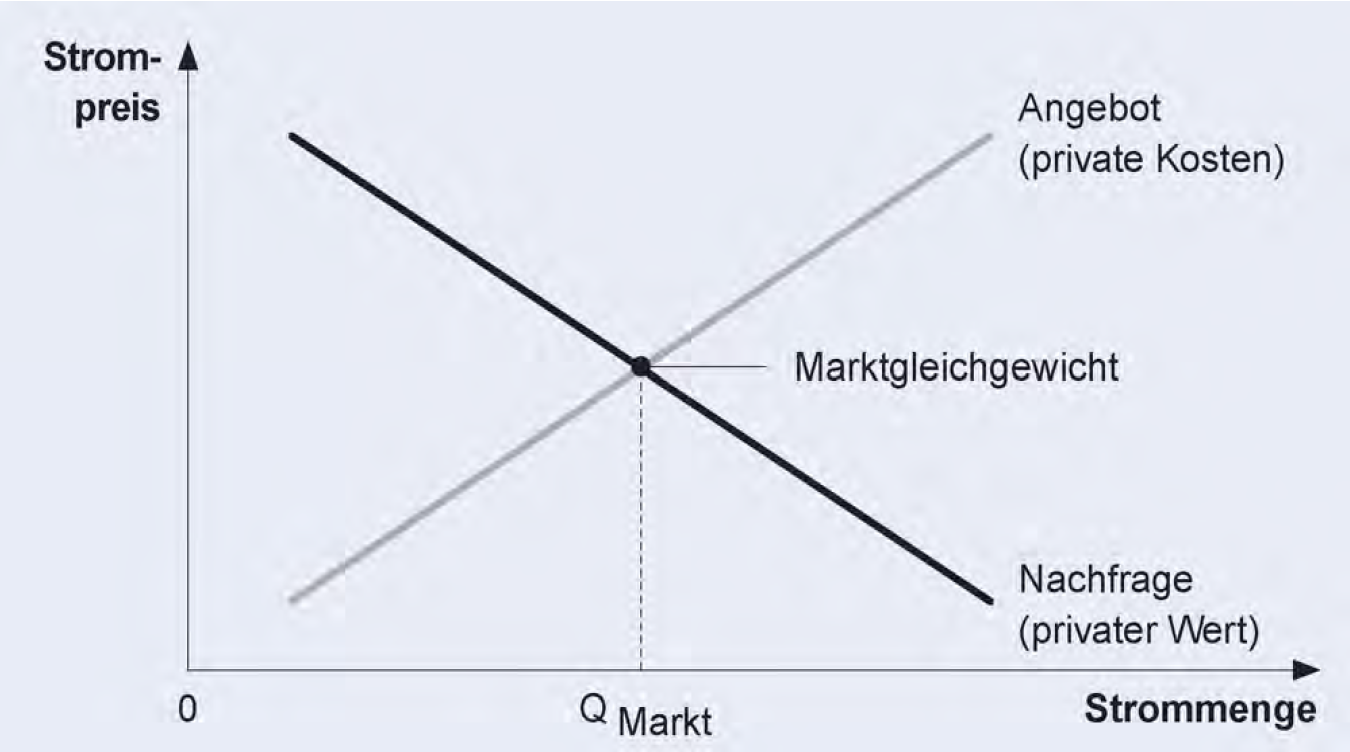 Strom-
preis
Angebot
(private Kosten)
Marktgleichgewicht
Nachfrage
(privater Wert)
0
Q Markt
Strommenge